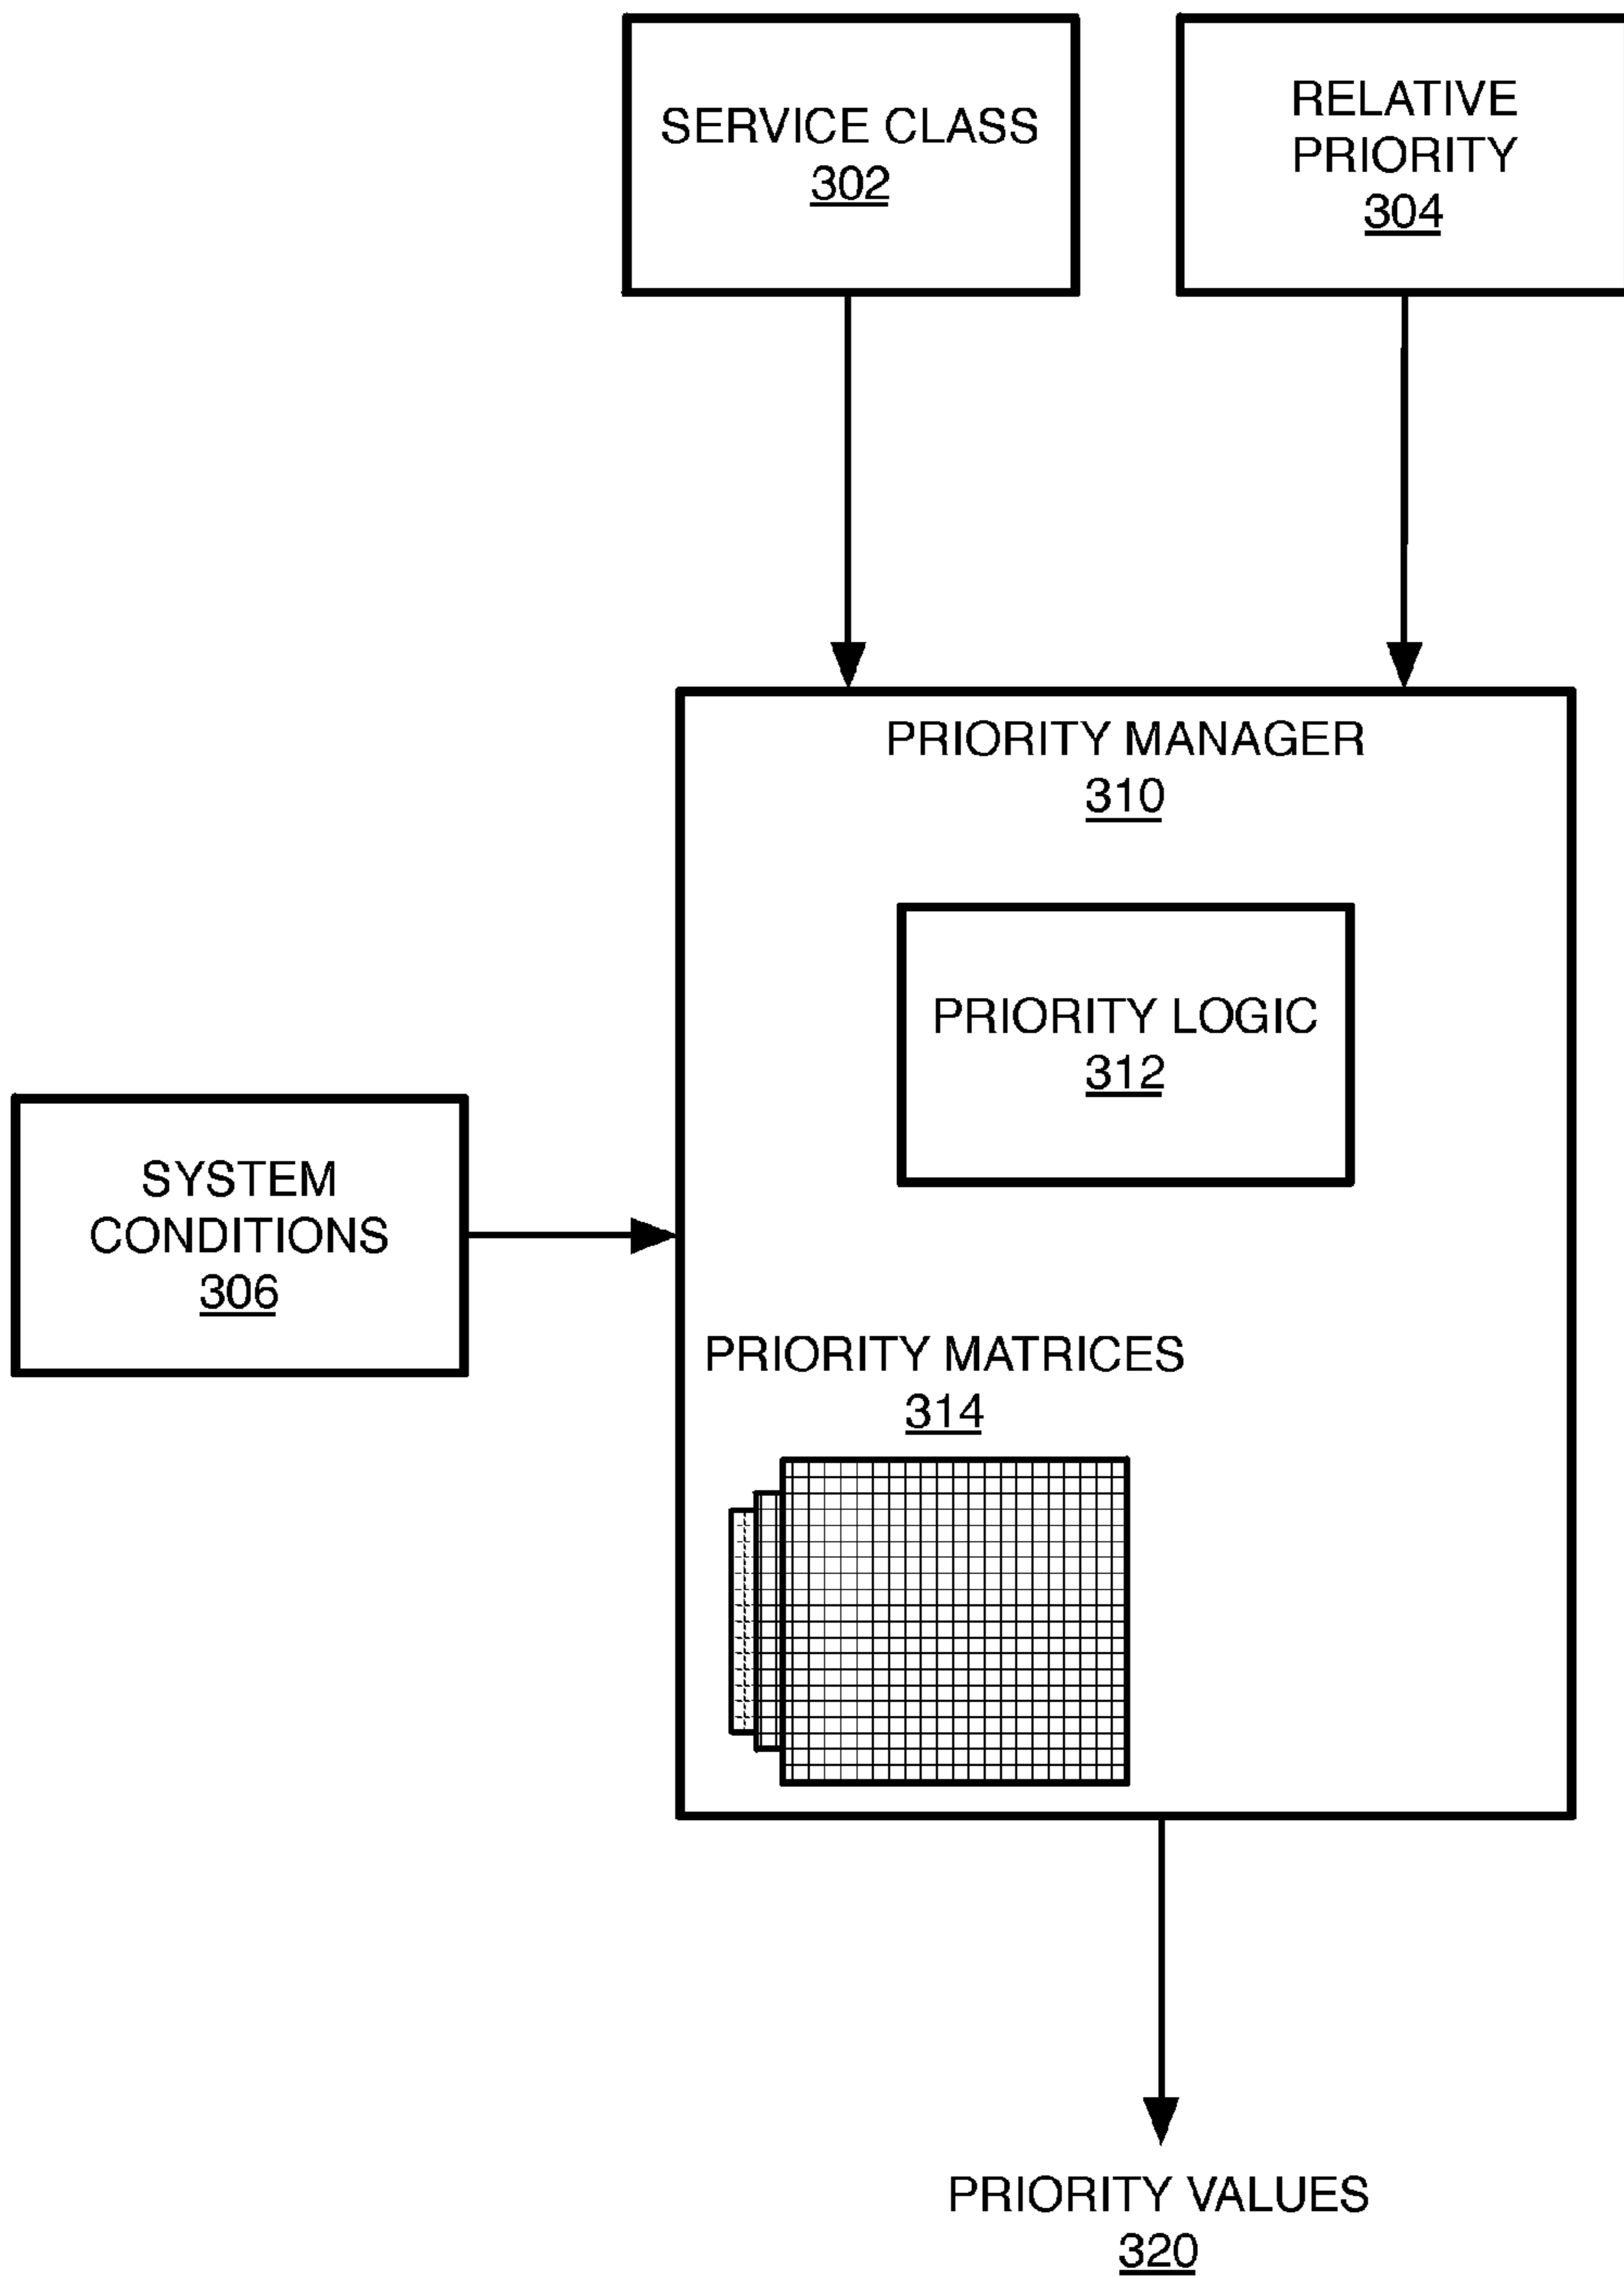 SERVICE CLASS
302
RELATIVE
PRIORITY
304
PRIORITY MANAGER
310
PRIORITY LOGIC
312
SYSTEM
CONDITIONS
306
PRIORITY MATRICES
314
PRIORITY VALUES
320